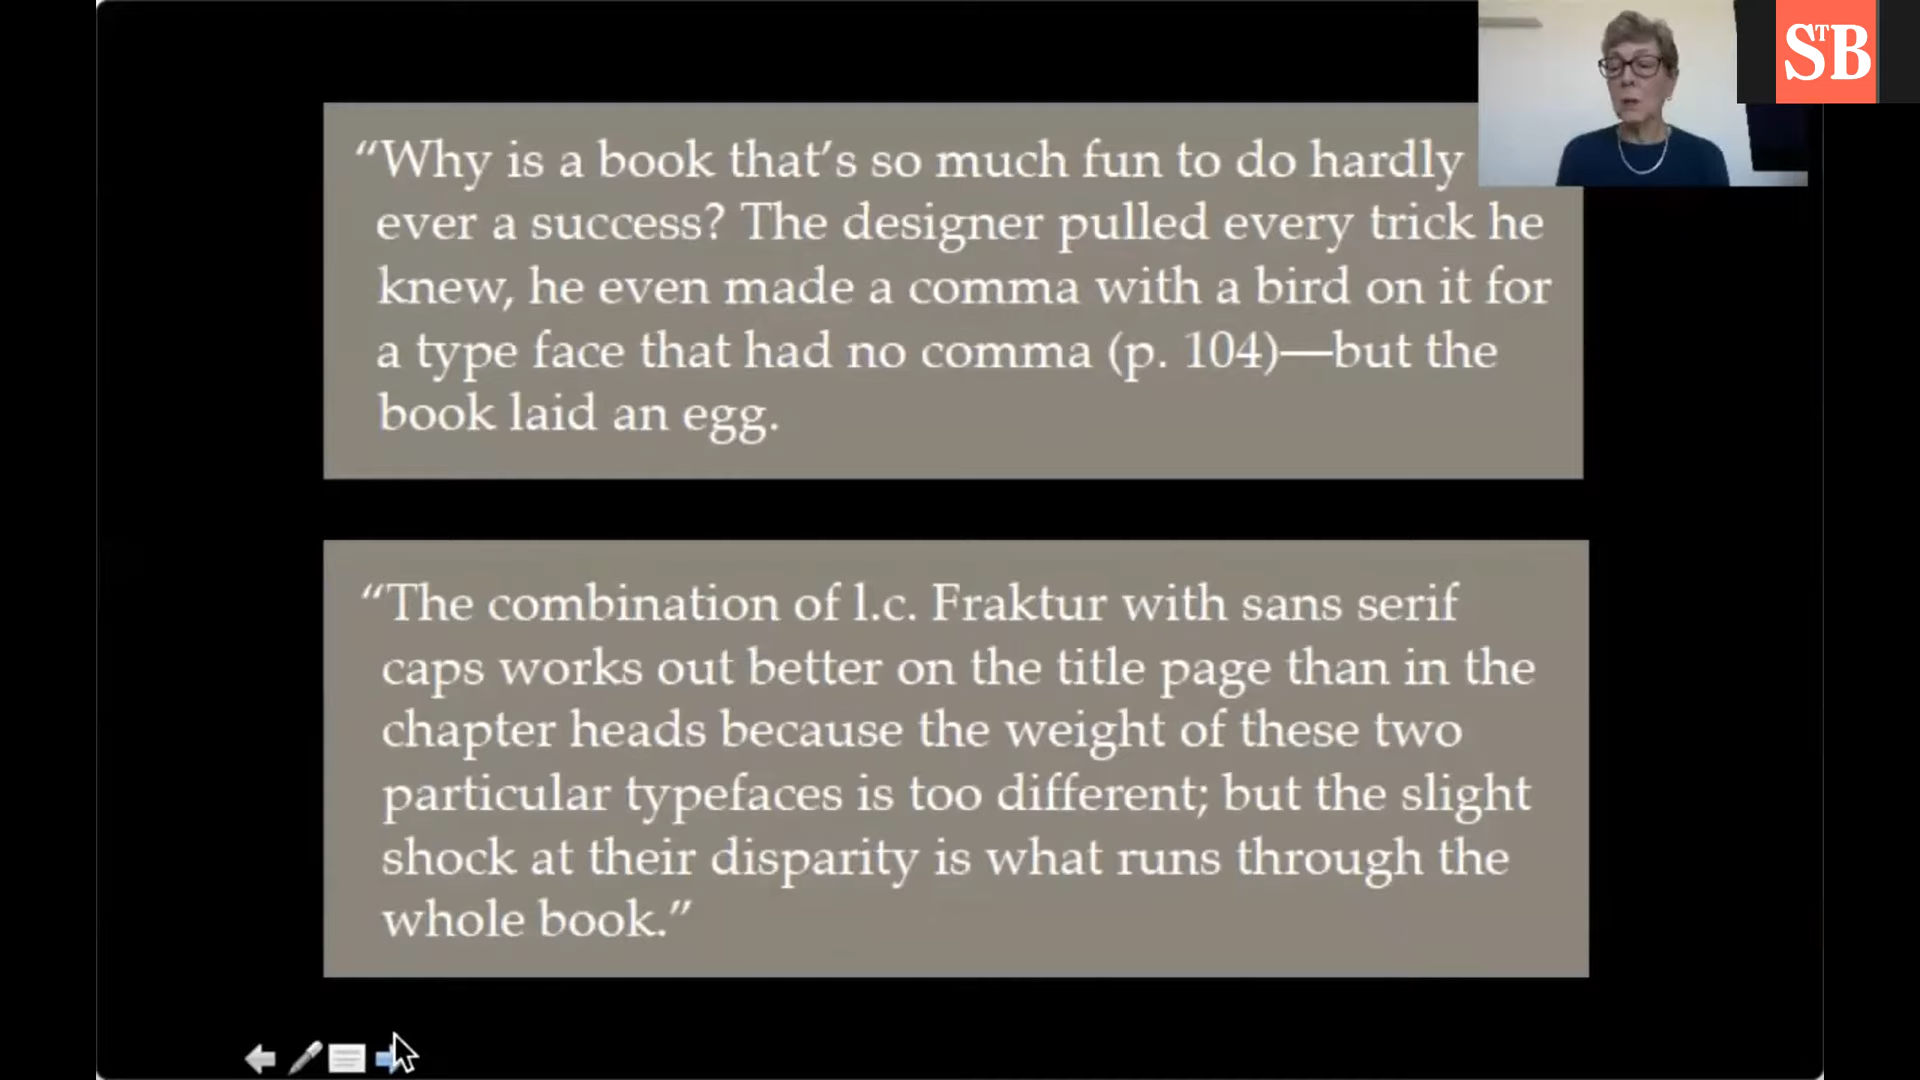 STB
“Why is a book that’s so much fun to do hardly
ever a success? The designer pulled every trick he
knew, he even made a comma with a bird on it for
a type face that had no comma (p. 104)—but the
book laid an egg.
“The combination of l.c. Fraktur with sans serif
caps works out better on the title page than in the
chapter heads because the weight of these two
particular typefaces is too different; but the slight
shock at their disparity is what runs through the
whole book.”